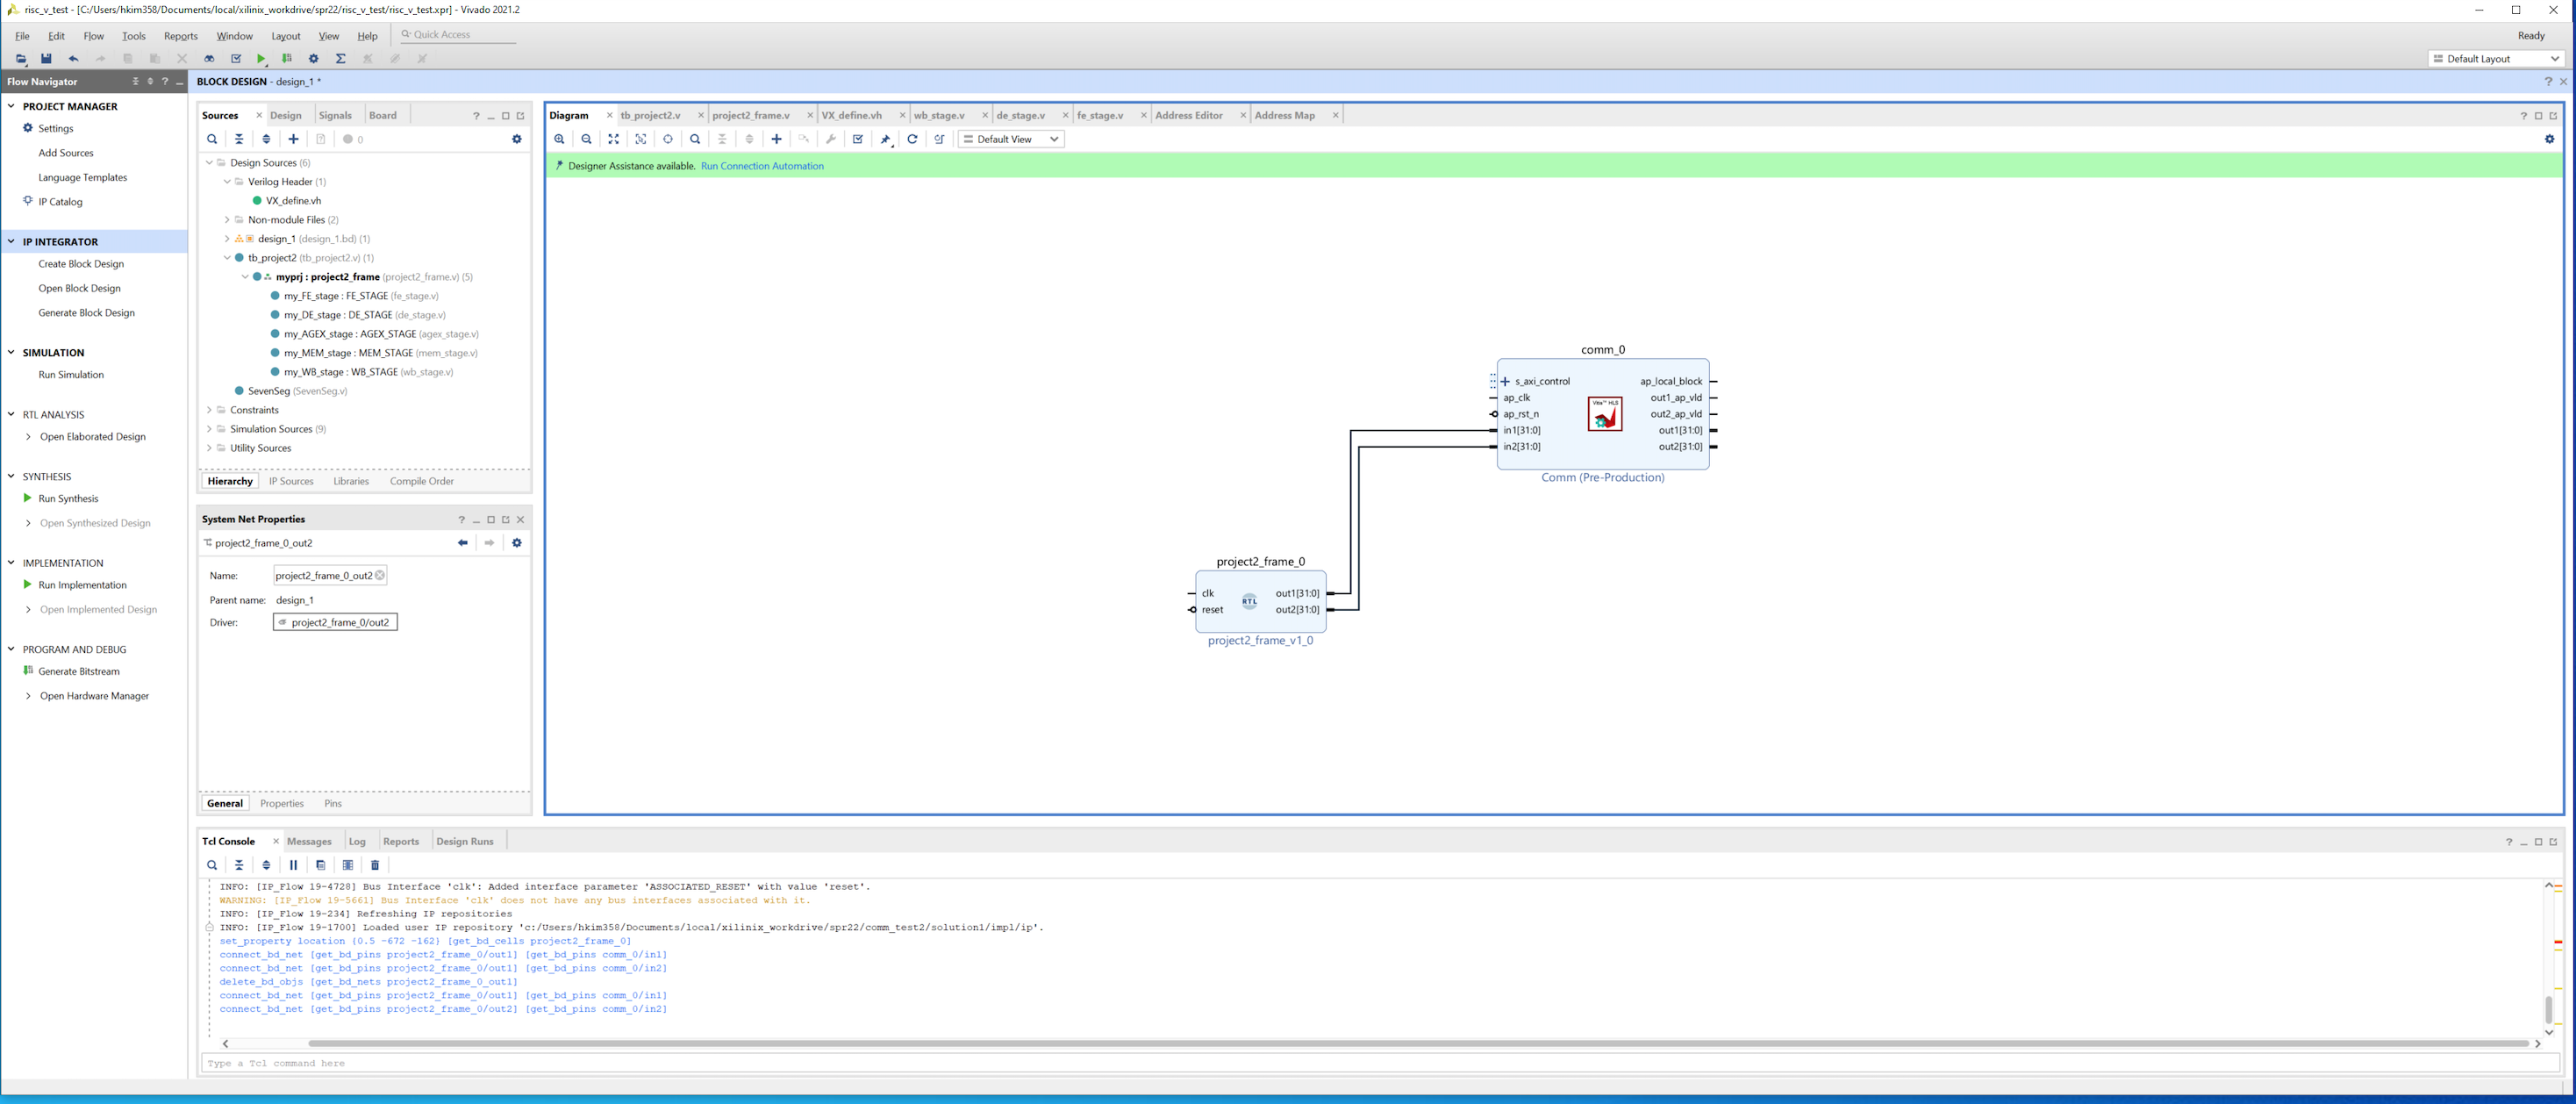 risc_v_test - [C:/Users/hkim358/Documents/local/xilinix_workdrive/spr22/risc_v_test/risc_v_test.xpr] - Vivado 2021.2
File Edit Flow Tools Reports Window Layout View Help Quick Access Ready
Default Layout
Flow Navigator
PROJECT MANAGER
Settings
Add Sources
Language Templates
IP Catalog
IP INTEGRATOR
Create Block Design
Open Block Design
Generate Block Design
SIMULATION
Run Simulation
RTL ANALYSIS
Open Elaborated Design
SYNTHESIS
Run Synthesis
Open Synthesized Design
IMPLEMENTATION
Run Implementation
Open Implemented Design
PROGRAM AND DEBUG
Generate Bitstream
Open Hardware Manager
BLOCK DESIGN - design_1 *
Sources Design Signals Board
0
Design Sources (6)
Verilog Header (1)
VX_define.vh
Non-module Files (2)
design_1 (design_1.bd) (1)
tb_project2 (tb_project2.v) (1)
myprj : project2_frame (project2_frame.v) (5)
my_FE_stage : FE_STAGE (fe_stage.v)
my_DE_stage : DE_STAGE (de_stage.v)
my_AGEX_stage : AGEX_STAGE (agex_stage.v)
my_MEM_stage : MEM_STAGE (mem_stage.v)
my_WB_stage : WB_STAGE (wb_stage.v)
SevenSeg (SevenSeg.v)
Constraints
Simulation Sources (9)
Utility Sources
Hierarchy IP Sources Libraries Compile Order
System Net Properties
project2_frame_0_out2
Name: project2_frame_0_out2
Parent name: design_1
Driver: project2_frame_0/out2
General Properties Pins
Diagram tb_project2.v project2_frame.v VX_define.vh wb_stage.v de_stage.v fe_stage.v Address Editor Address Map
Default View
Designer Assistance available. Run Connection Automation
comm_0
s_axi_control ap_local_block
ap_clk out1_ap_vld
ap_rst_n out2_ap_vld
in1[31:0] out1[31:0]
in2[31:0] out2[31:0]
Vitis™ HLS
Comm (Pre-Production)
project2_frame_0
clk out1[31:0]
RTL
reset out2[31:0]
project2_frame_v1_0
Tcl Console Messages Log Reports Design Runs
INFO: [IP_Flow 19-4728] Bus Interface 'clk': Added interface parameter 'ASSOCIATED_RESET' with value 'reset'.
WARNING: [IP_Flow 19-5661] Bus Interface 'clk' does not have any bus interfaces associated with it.
INFO: [IP_Flow 19-234] Refreshing IP repositories
INFO: [IP_Flow 19-1700] Loaded user IP repository 'c:/Users/hkim358/Documents/local/xilinix_workdrive/spr22/comm_test2/solution1/impl/ip'.
set_property location {0.5 -672 -162} [get_bd_cells project2_frame_0]
connect_bd_net [get_bd_pins project2_frame_0/out1] [get_bd_pins comm_0/in1]
connect_bd_net [get_bd_pins project2_frame_0/out1] [get_bd_pins comm_0/in2]
delete_bd_objs [get_bd_nets project2_frame_0_out1]
connect_bd_net [get_bd_pins project2_frame_0/out1] [get_bd_pins comm_0/in1]
connect_bd_net [get_bd_pins project2_frame_0/out2] [get_bd_pins comm_0/in2]
Type a Tcl command here